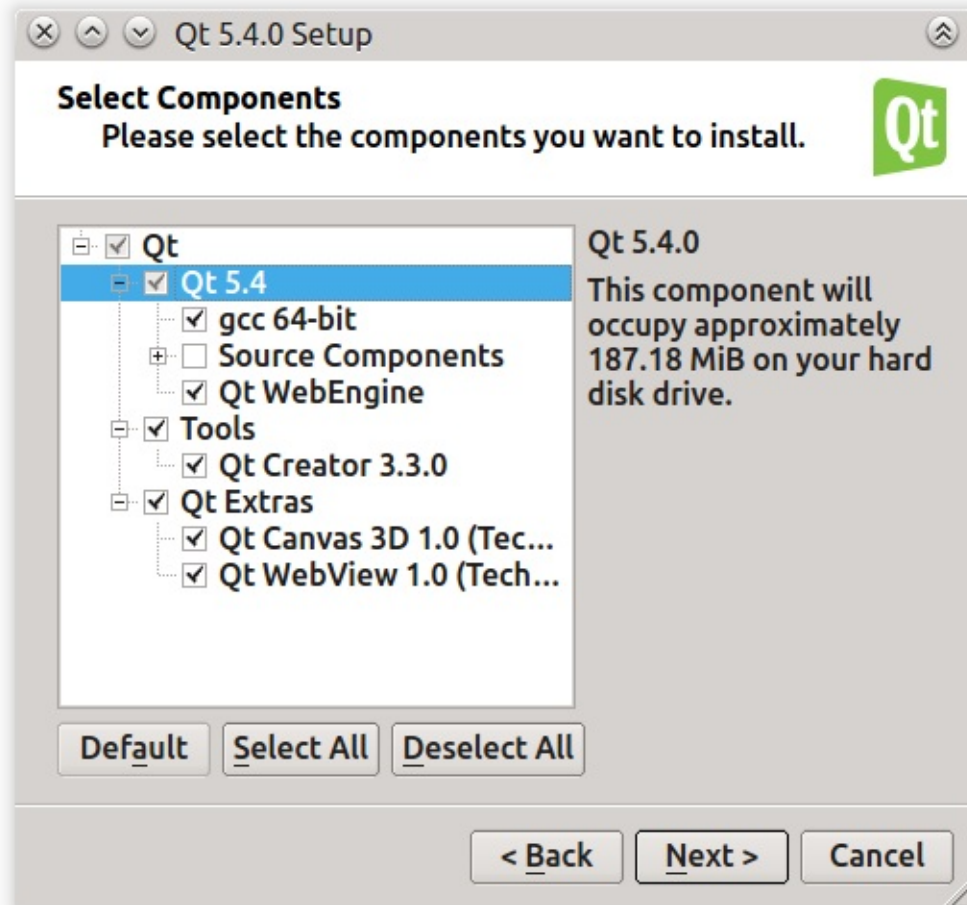 Qt 5.4.0 Setup
Select Components
Please select the components you want to install.
Qt
Qt
Qt 5.4
gcc 64-bit
Source Components
Qt WebEngine
Tools
Qt Creator 3.3.0
Qt Extras
Qt Canvas 3D 1.0 (Tec...
Qt WebView 1.0 (Tech...
Qt 5.4.0
This component will
occupy approximately
187.18 MiB on your hard
disk drive.
Default
Select All
Deselect All
< Back
Next >
Cancel